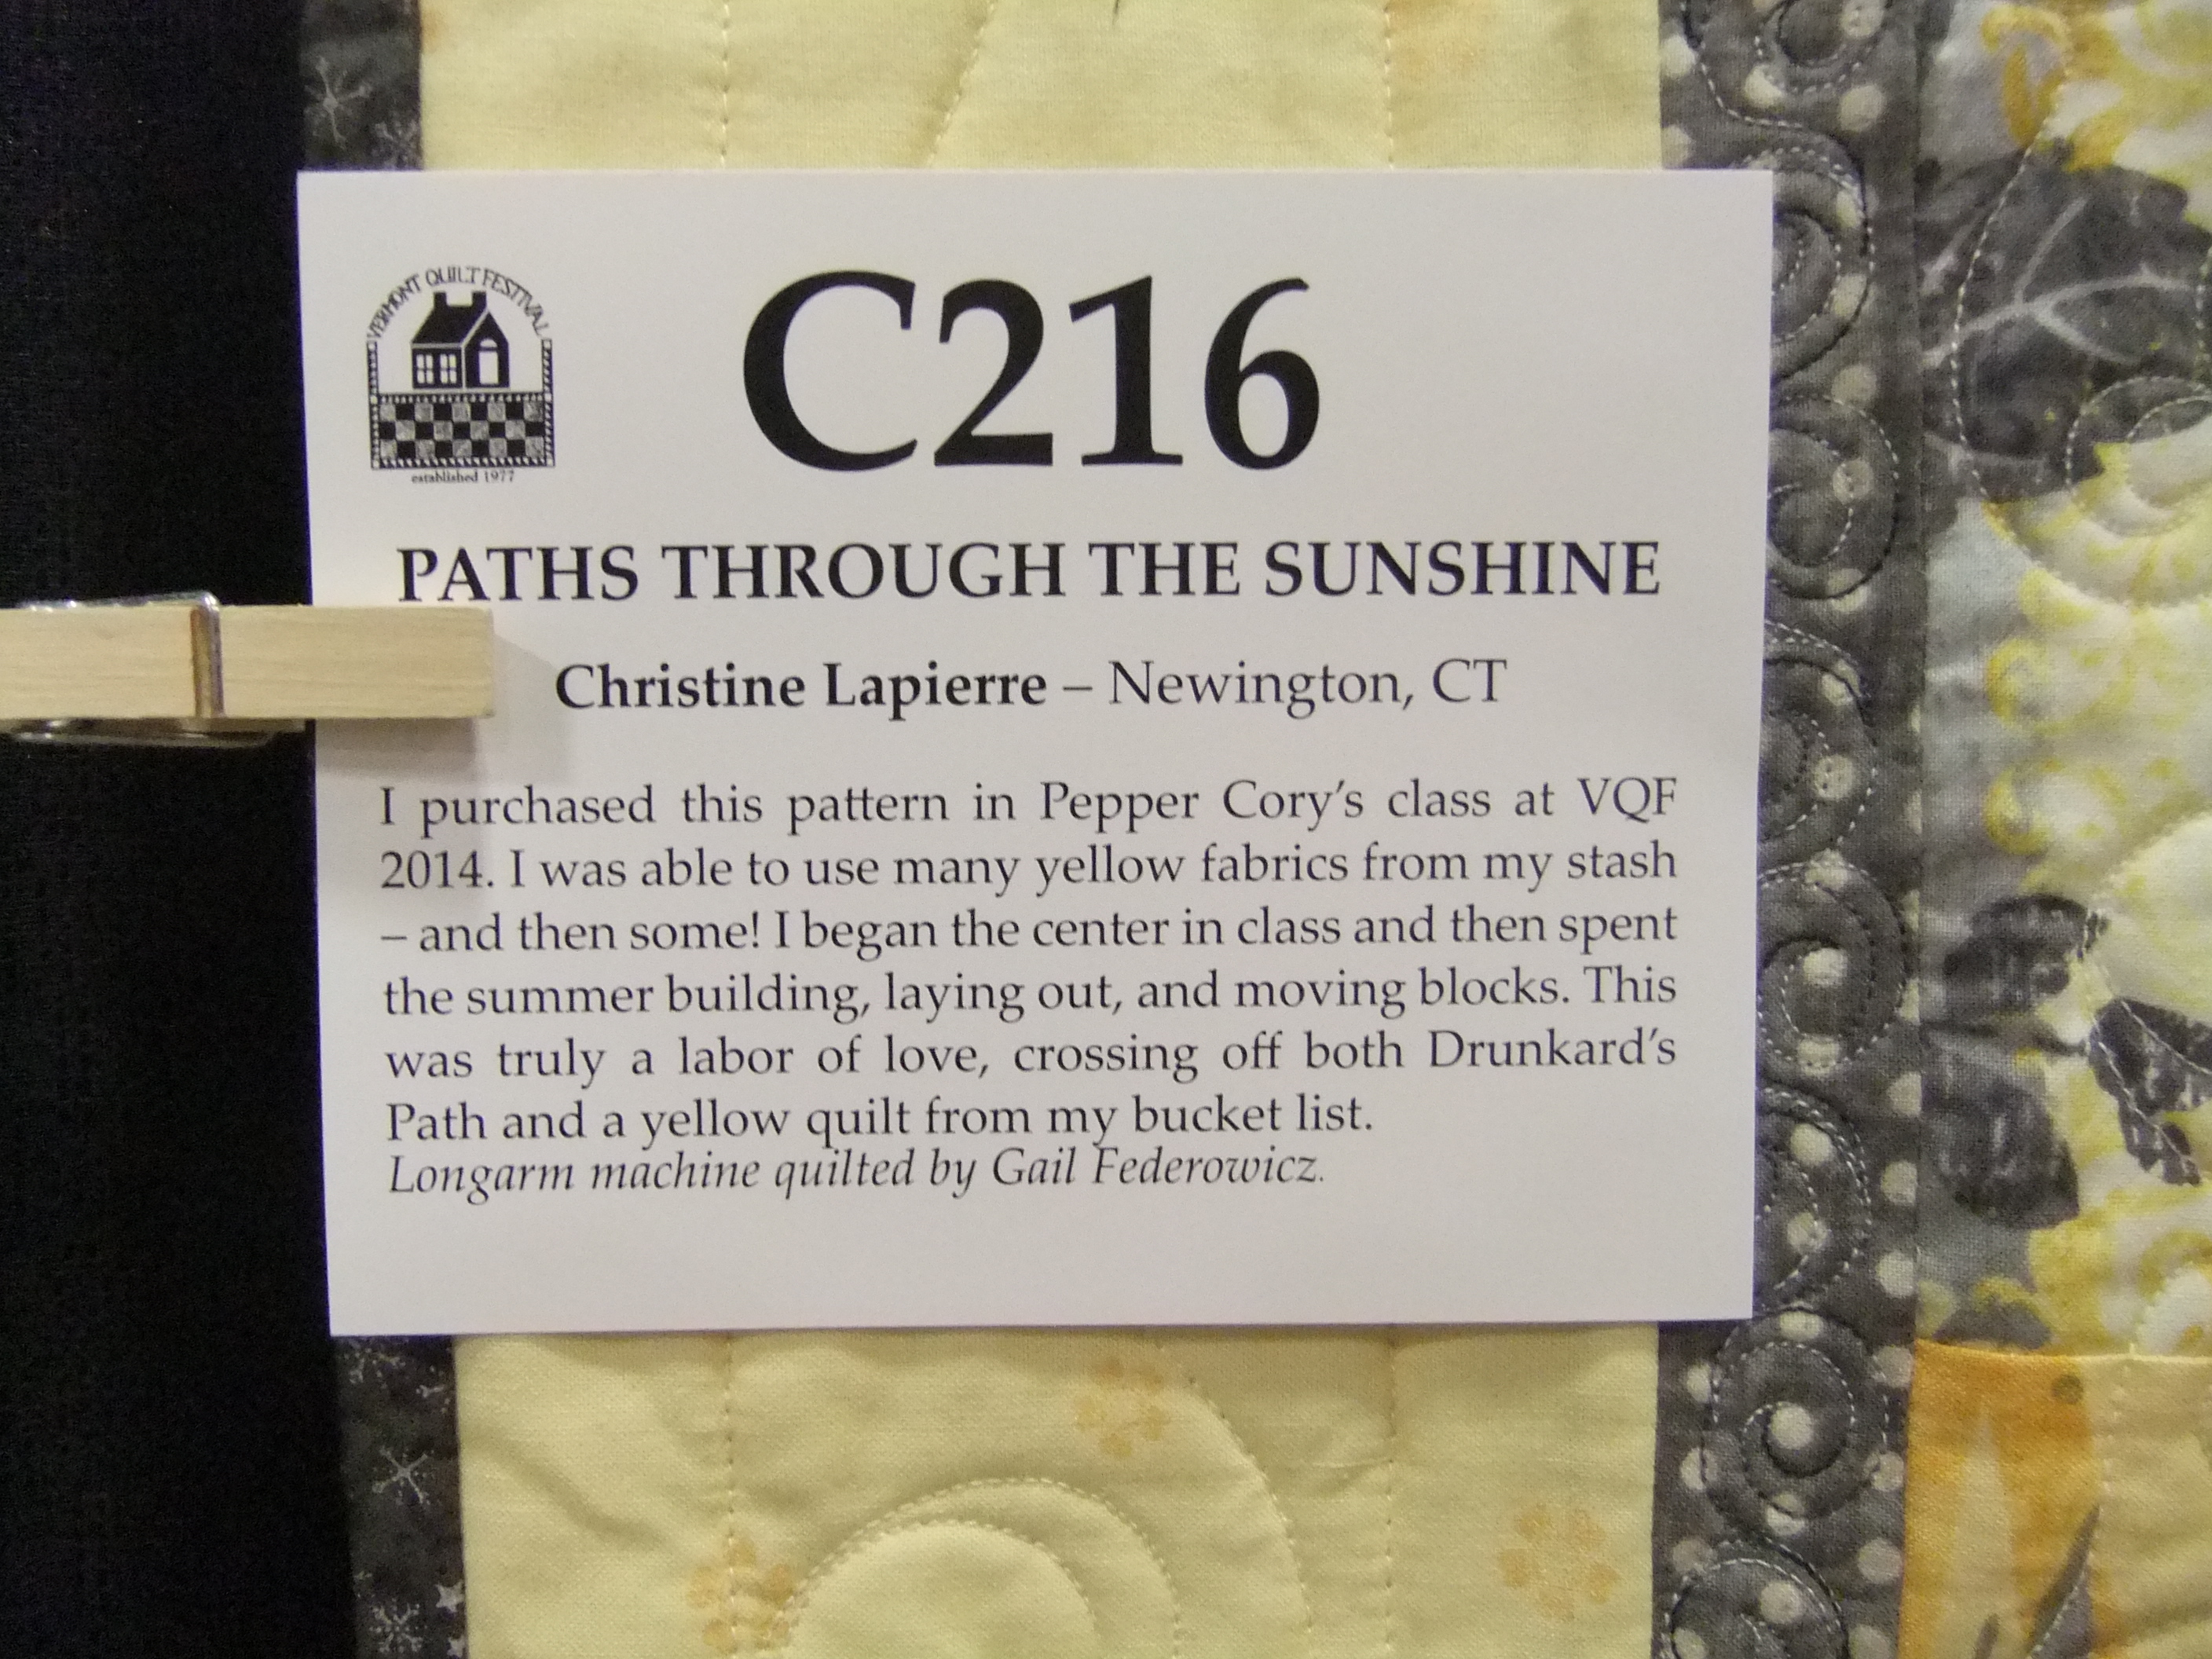 VERMONT QUILT FESTIVAL
established 1977
C216
PATHS THROUGH THE SUNSHINE
Christine Lapierre – Newington, CT
I purchased this pattern in Pepper Cory's class at VQF
2014. I was able to use many yellow fabrics from my stash
– and then some! I began the center in class and then spent
the summer building, laying out, and moving blocks. This
was truly a labor of love, crossing off both Drunkard's
Path and a yellow quilt from my bucket list.
Longarm machine quilted by Gail Federowicz.